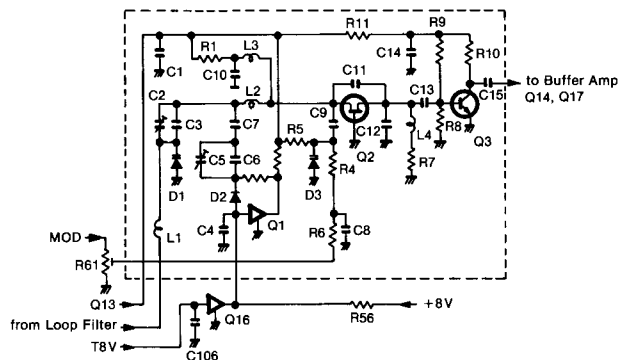 R11
R9
R1
L3
R10
C1
C10
C14
C11
to Buffer Amp
Q14, Q17
C2
L2
C13
C15
C3
C7
C9
R5
C12
L4
R8
Q3
Q2
C5
C6
R4
R7
D1
D3
D2
Q1
C4
MOD
L1
R6
C8
R61
Q13
+8V
from Loop Filter
Q16
R56
T8V
C106